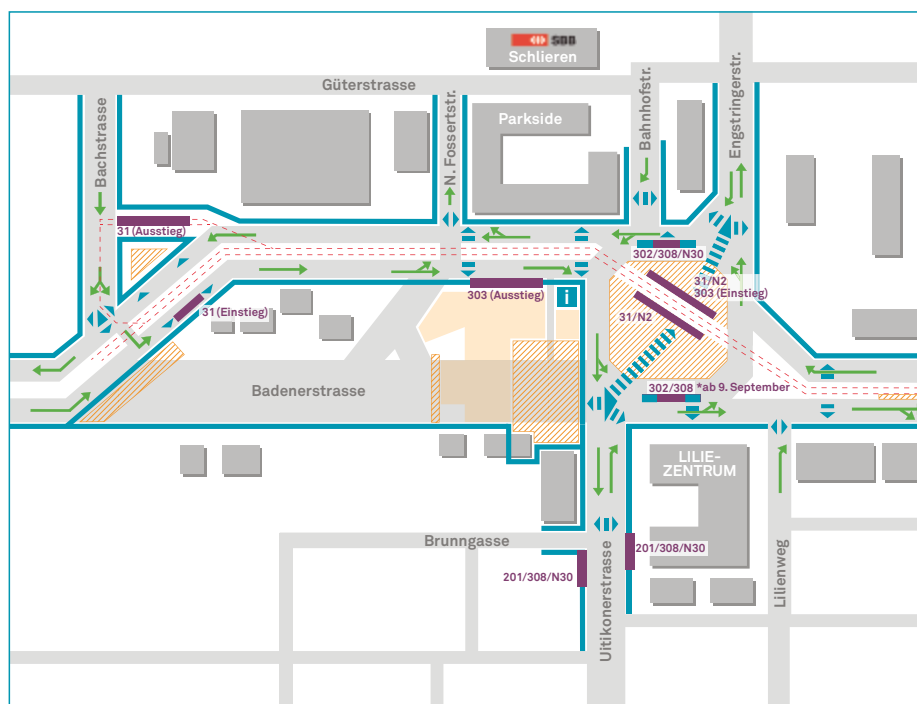 SBB
Schlieren
Güterstrasse
Bachstrasse
N. Fossertstr.
Parkside
Bahnhofstr.
Engstringerstr.
31 (Ausstieg)
302/308/N30
31/N2
303 (Einstieg)
303 (Ausstieg)
i
31 (Einstieg)
31/N2
1
Badenerstrasse
302/308 *ab 9. September
LILIE-
ZENTRUM
Brunngasse
201/308/N30
201/308/N30
Uitikonerstrasse
Lilienweg